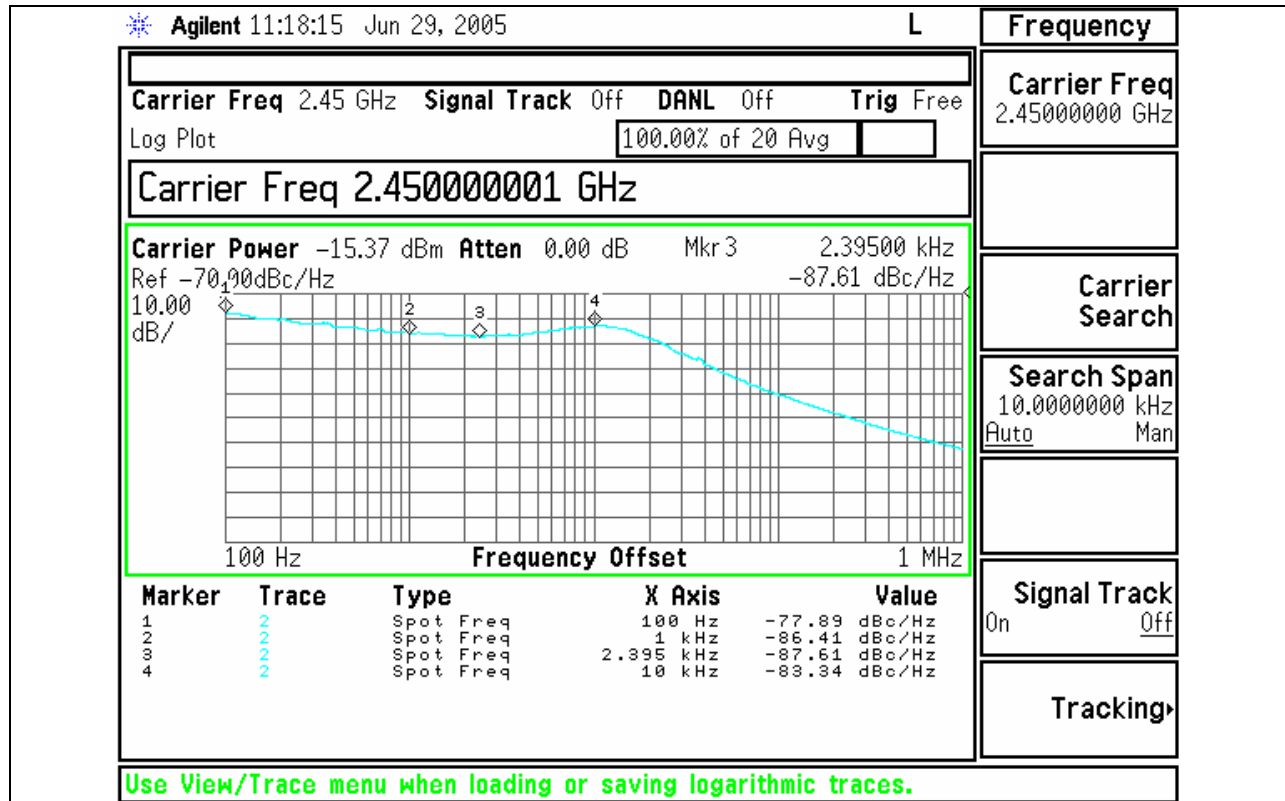 Agilent 11:18:15 Jun 29, 2005 L
Carrier Freq 2.45 GHz Signal Track Off DANL Off Trig Free
Log Plot 100.00% of 20 Avg
Carrier Freq 2.450000001 GHz
Carrier Power -15.37 dBm Atten 0.00 dB Mkr 3 2.39500 kHz
Ref -70.00dBc/Hz -87.61 dBc/Hz
10.00
dB/
1 2 3 4
100 Hz Frequency Offset 1 MHz
Marker Trace Type X Axis Value
1 2 Spot Freq 100 Hz -77.89 dBc/Hz
2 2 Spot Freq 1 kHz -86.41 dBc/Hz
3 2 Spot Freq 2.395 kHz -87.61 dBc/Hz
4 2 Spot Freq 10 kHz -83.34 dBc/Hz
Use View/Trace menu when loading or saving logarithmic traces.
Frequency
Carrier Freq
2.45000000 GHz
Carrier
Search
Search Span
10.0000000 kHz
Auto Man
Signal Track
On Off
Tracking